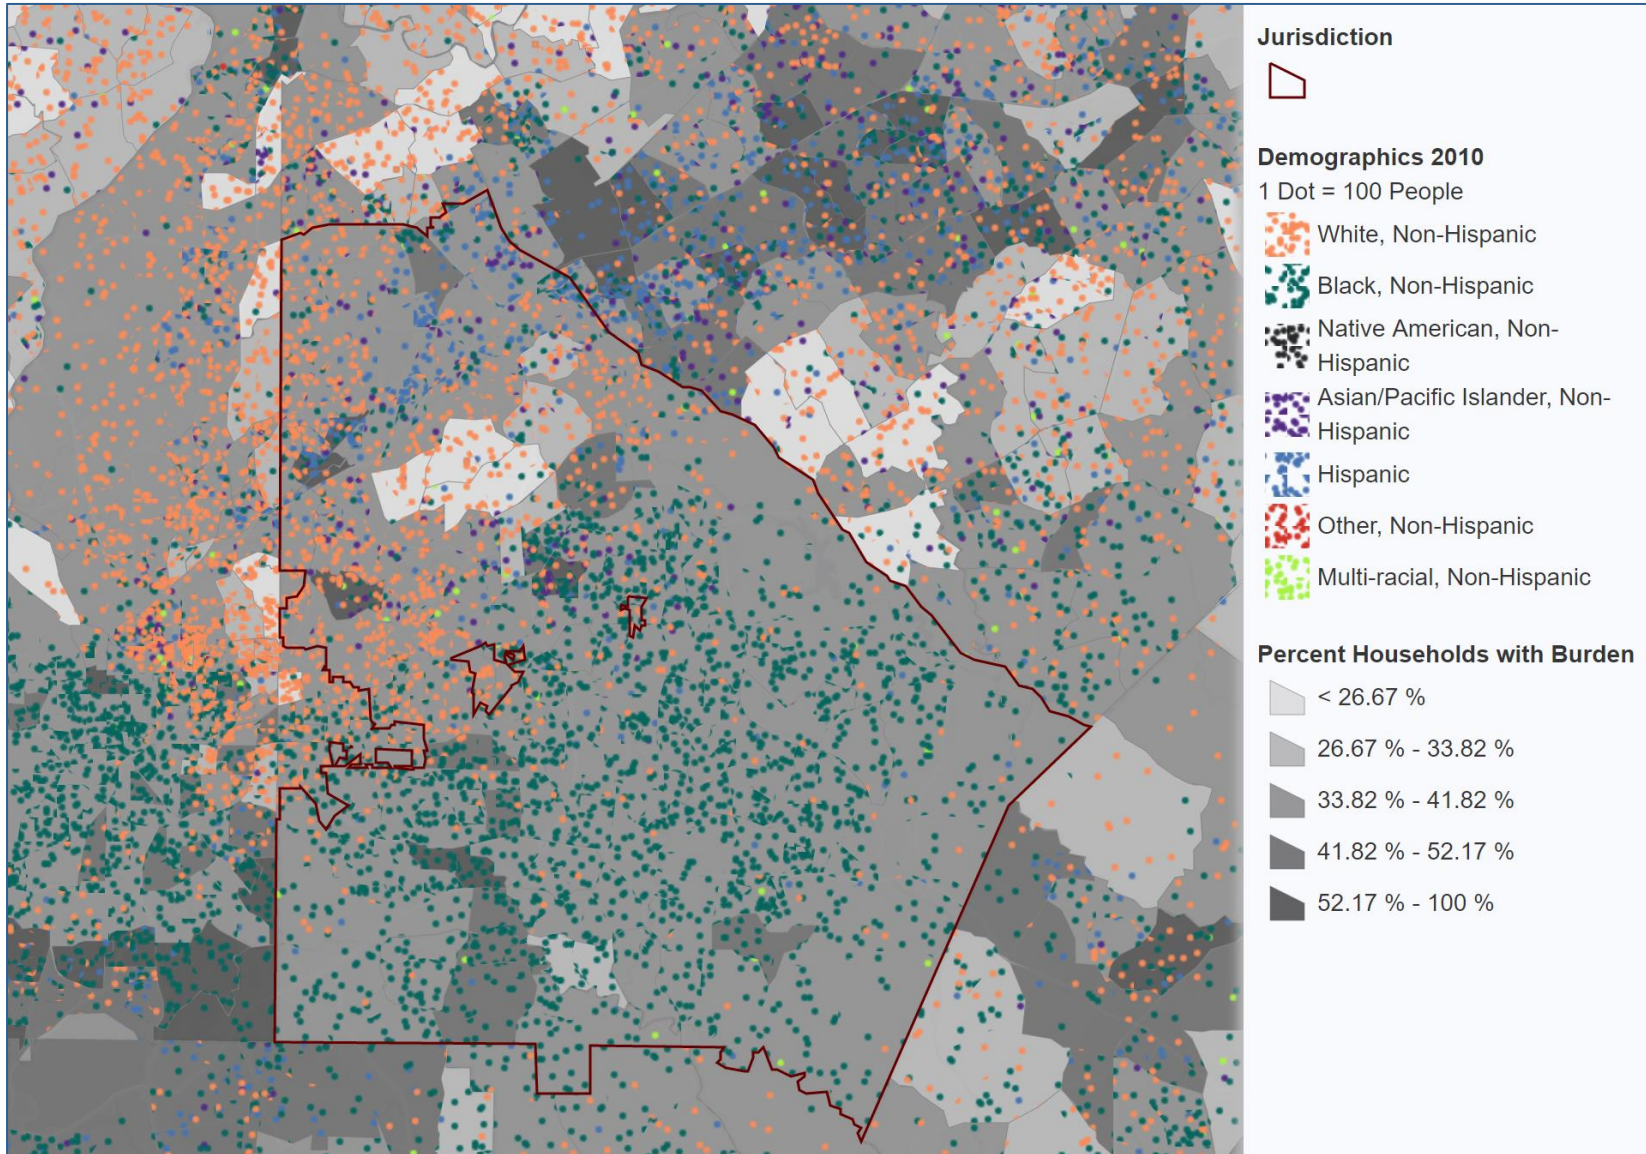 Jurisdiction
Demographics 2010
1 Dot = 100 People
White, Non-Hispanic
Black, Non-Hispanic
Native American, Non-
Hispanic
Asian/Pacific Islander, Non-
Hispanic
Hispanic
Other, Non-Hispanic
Multi-racial, Non-Hispanic
Percent Households with Burden
< 26.67 %
26.67 % - 33.82 %
33.82 % - 41.82 %
41.82 % - 52.17 %
52.17 % - 100 %